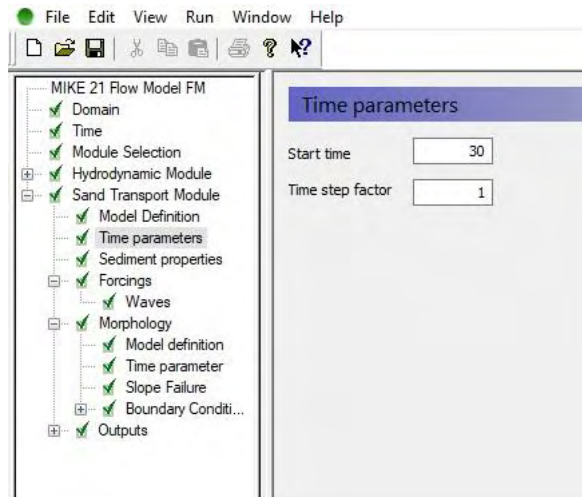 File Edit View Run Window Help
MIKE 21 Flow Model FM
Domain
Time
Module Selection
Hydrodynamic Module
Sand Transport Module
Model Definition
Time parameters
Sediment properties
Forcings
Waves
Morphology
Model definition
Time parameter
Slope Failure
Boundary Conditi...
Outputs
Time parameters
Start time 30
Time step factor 1